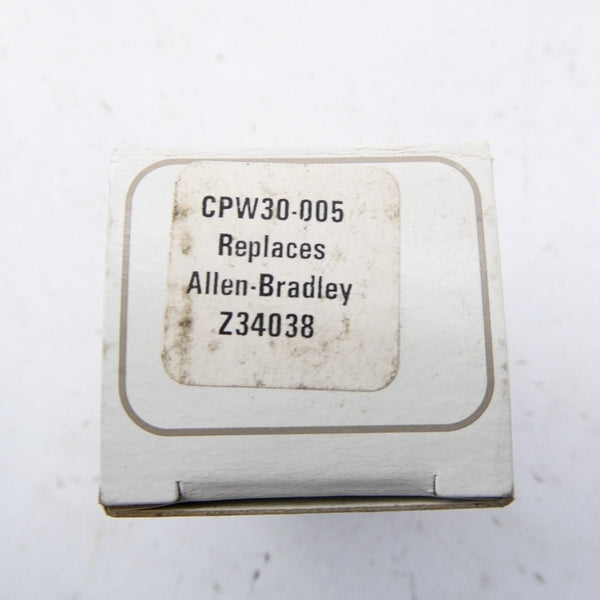 CPW30-005
Replaces
Allen-Bradley
Z34038